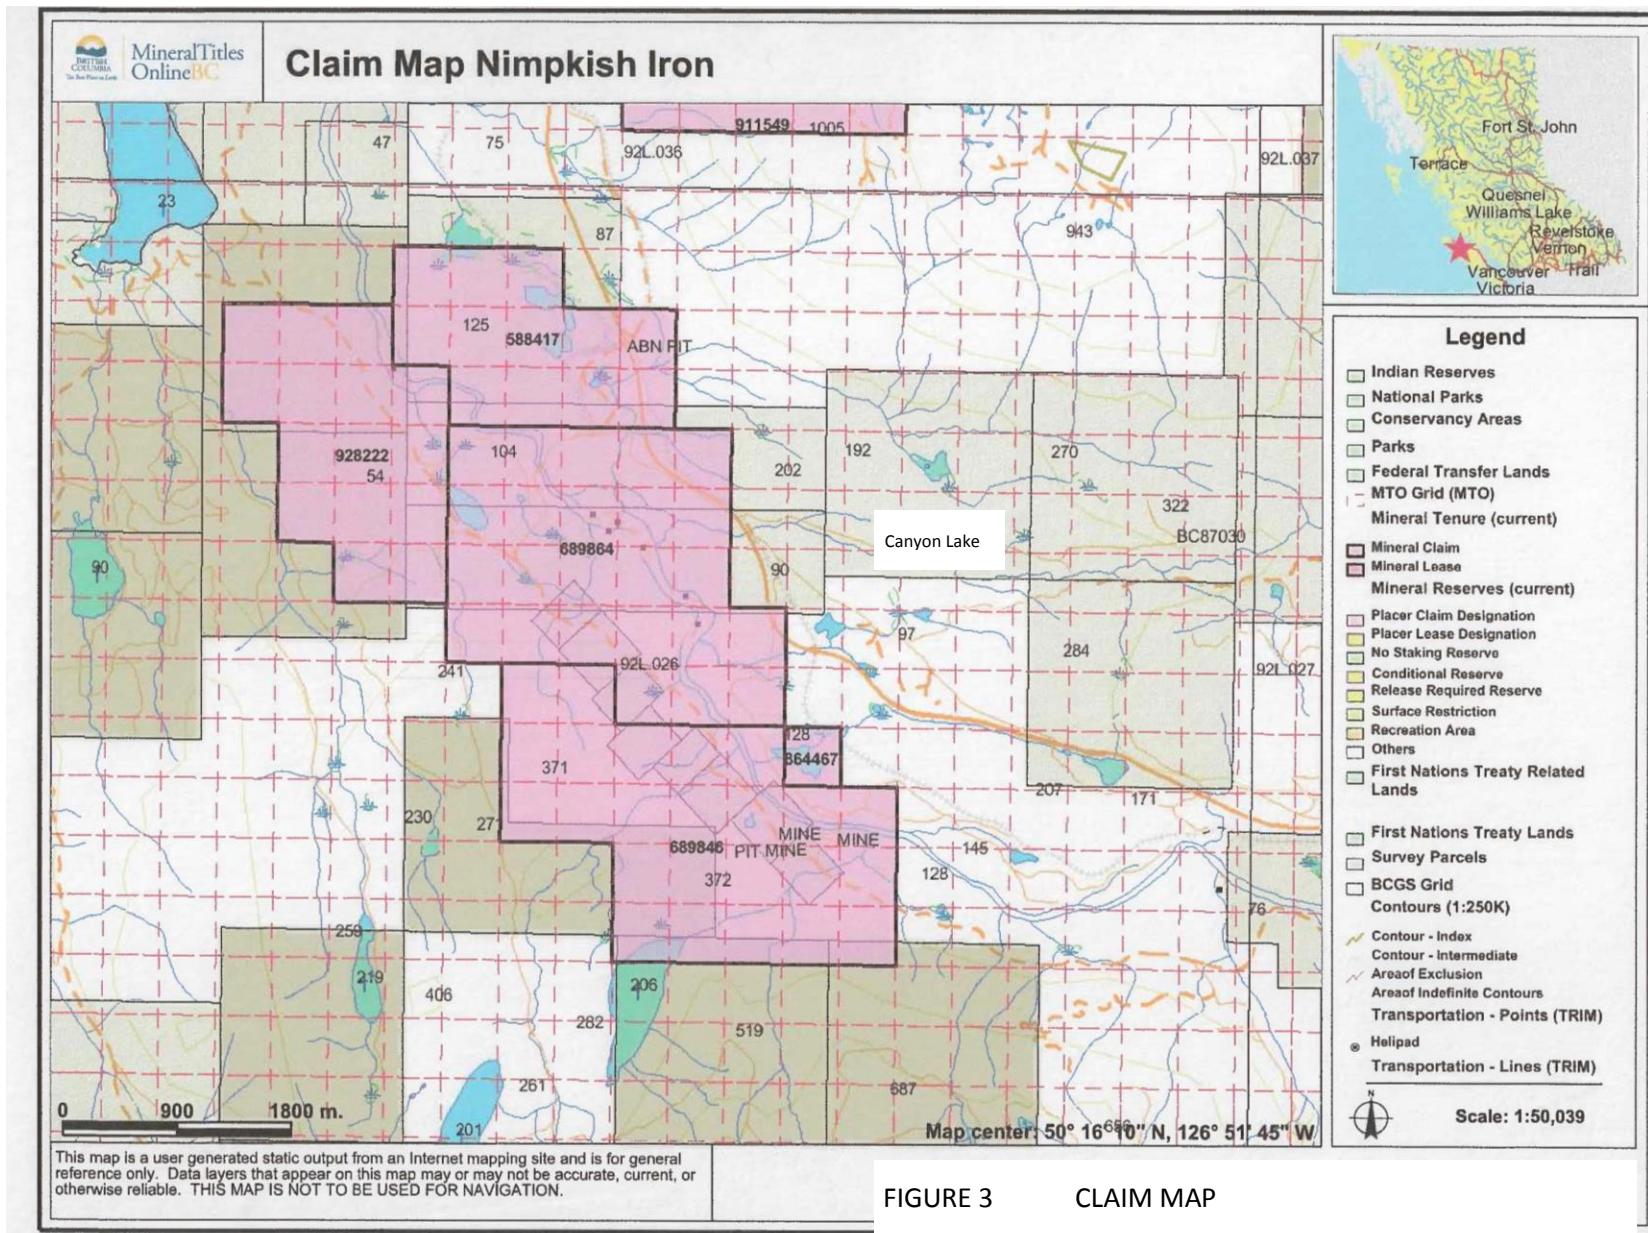 BRITISH
COLUMBIA
The Best Place on Earth
MineralTitles
OnlineBC
Claim Map Nimpkish Iron
911549 1005
47
75
92L.036
92L.037
23
87
943
125
588417
ABN PIT
928222
54
104
202
192
270
322
BC87030
Canyon Lake
90
689864
90
97
284
92L.027
241
92L.026
128
864467
371
207
171
230
271
MINE
MINE
689846
PIT MINE
372
145
128
76
259
219
406
206
282
519
261
687
201
0 900 1800 m.
Map center: 50° 16' 10" N, 126° 51' 45" W
This map is a user generated static output from an Internet mapping site and is for general
reference only. Data layers that appear on this map may or may not be accurate, current, or
otherwise reliable. THIS MAP IS NOT TO BE USED FOR NAVIGATION.
Fort St. John
Terrace
Quesnel
Williams Lake
Revelstoke
Vernon
Vancouver Trail
Victoria
Legend
Indian Reserves
National Parks
Conservancy Areas
Parks
Federal Transfer Lands
MTO Grid (MTO)
Mineral Tenure (current)
Mineral Claim
Mineral Lease
Mineral Reserves (current)
Placer Claim Designation
Placer Lease Designation
No Staking Reserve
Conditional Reserve
Release Required Reserve
Surface Restriction
Recreation Area
Others
First Nations Treaty Related
Lands
First Nations Treaty Lands
Survey Parcels
BCGS Grid
Contours (1:250K)
Contour - Index
Contour - Intermediate
Areaof Exclusion
Areaof Indefinite Contours
Transportation - Points (TRIM)
Helipad
Transportation - Lines (TRIM)
N
Scale: 1:50,039
FIGURE 3 CLAIM MAP